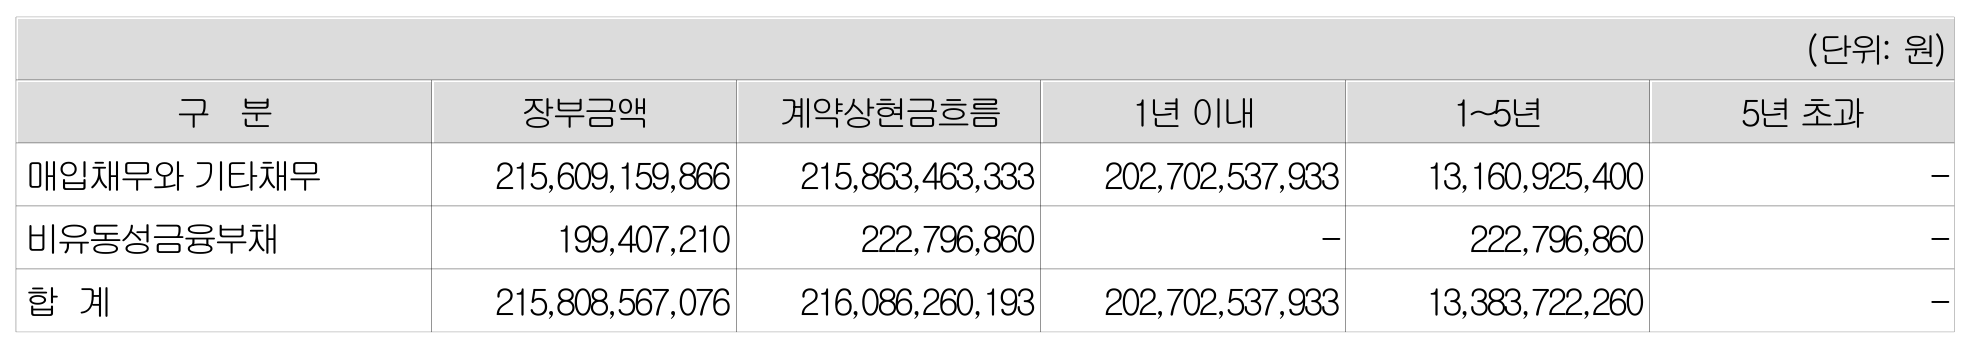 (단위: 원)
구 분 장부금액 계약상현금흐름 1년 이내 1~5년 5년 초과
매입채무와 기타채무 215,609,159,866 215,863,463,333 202,702,537,933 13,160,925,400 -
비유동성금융부채 199,407,210 222,796,860 - 222,796,860 -
합 계 215,808,567,076 216,086,260,193 202,702,537,933 13,383,722,260 -